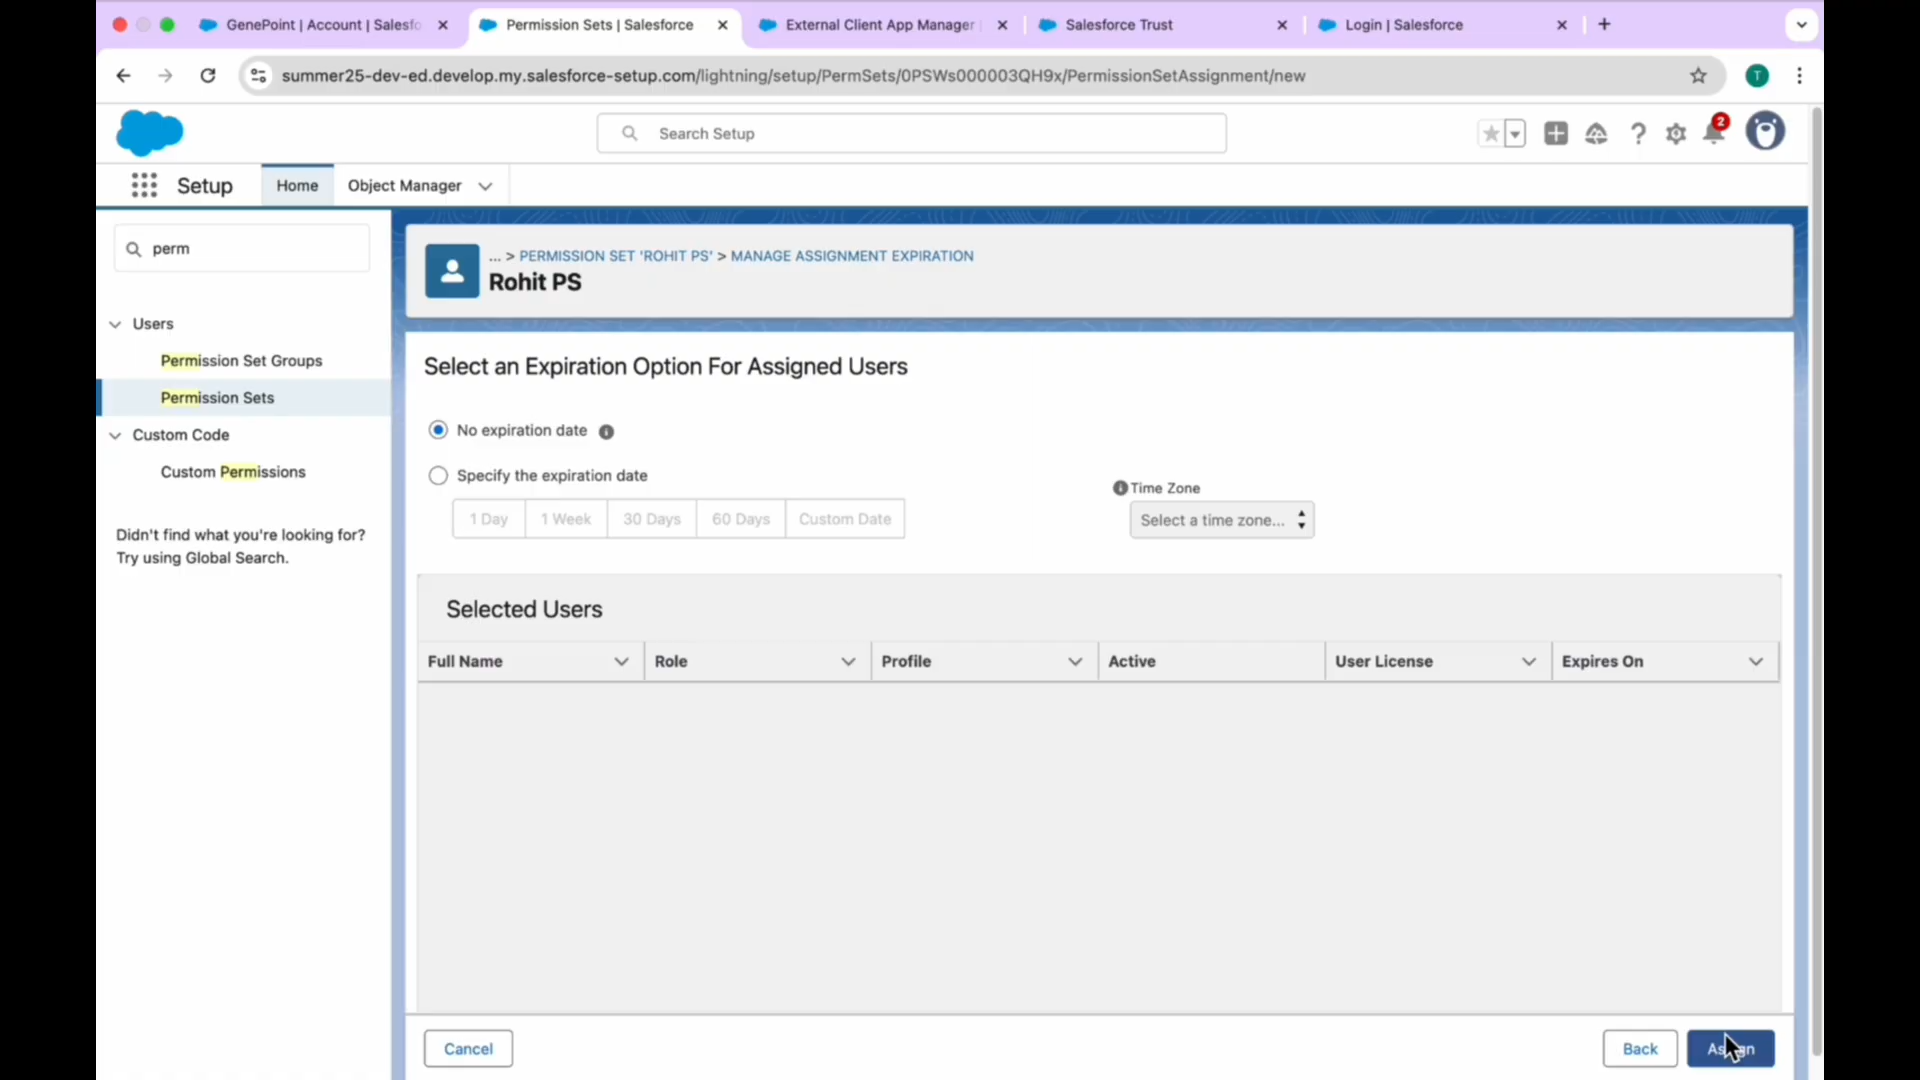 GenePoint | Account | Salesfo
Permission Sets | Salesforce
External Client App Manager
Salesforce Trust
Login | Salesforce
summer25-dev-ed.develop.my.salesforce-setup.com/lightning/setup/PermSets/0PSWs000003QH9x/PermissionSetAssignment/new
T
Search Setup
2
Setup
Home
Object Manager
perm
Users
Permission Set Groups
Permission Sets
Custom Code
Custom Permissions
Didn't find what you're looking for?
Try using Global Search.
... > PERMISSION SET 'ROHIT PS' > MANAGE ASSIGNMENT EXPIRATION
Rohit PS
Select an Expiration Option For Assigned Users
No expiration date
Specify the expiration date
1 Day 1 Week 30 Days 60 Days Custom Date
Time Zone
Select a time zone...
Selected Users
Full Name Role Profile Active User License Expires On
Cancel
Back
Assign